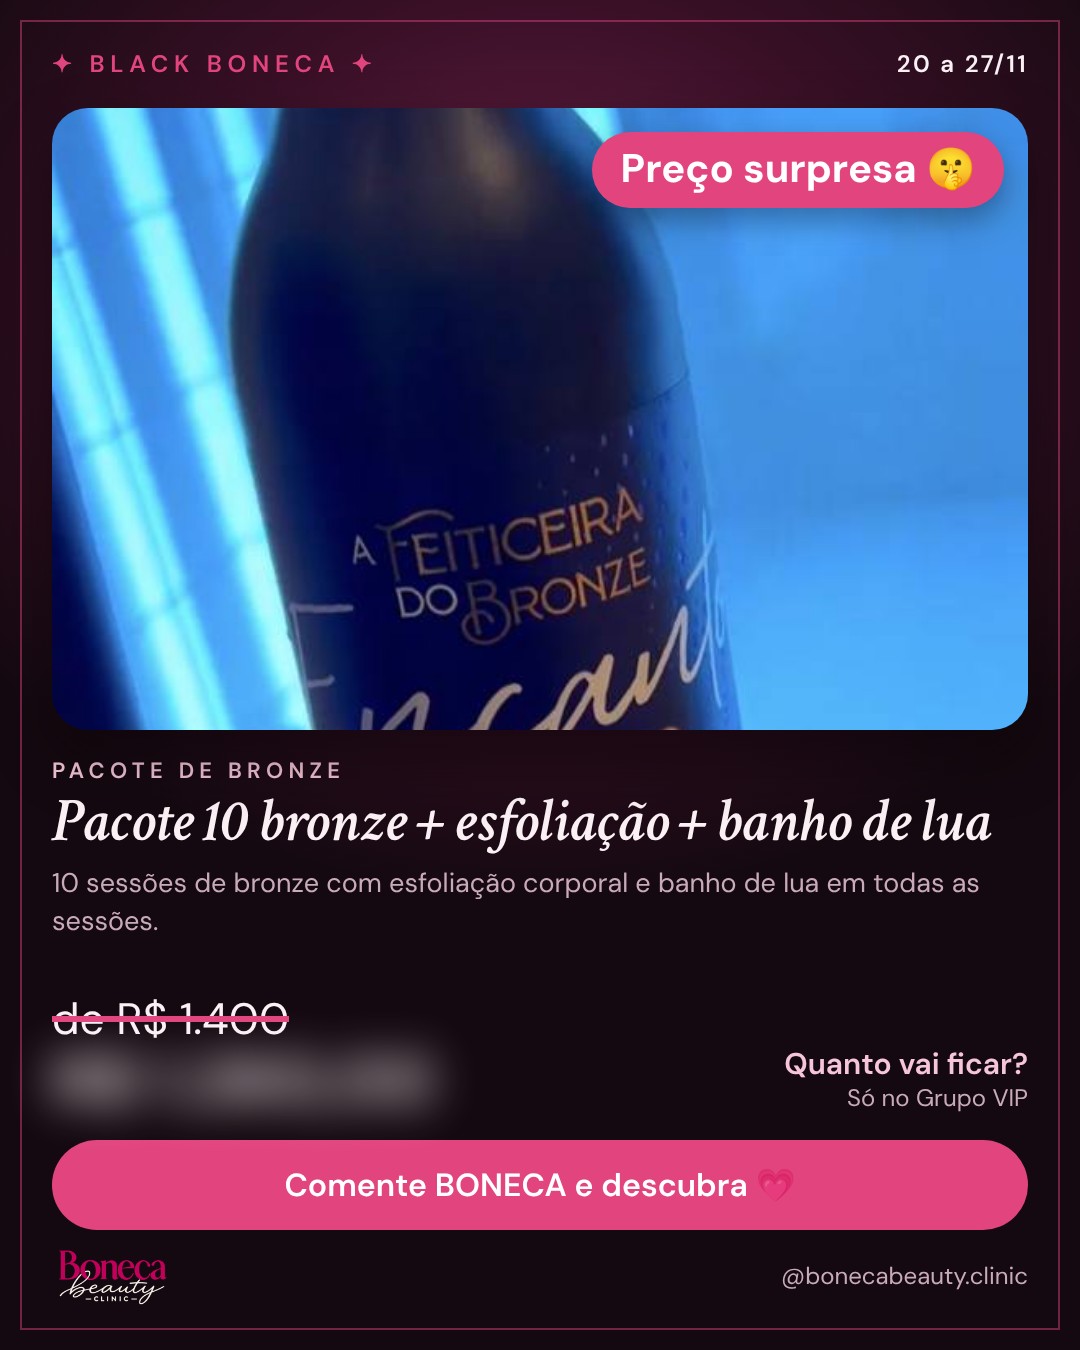 ✦ BLACK BONECA ✦
20 a 27/11
Preço surpresa 🤫
A FEITICEIRA
DO BRONZE
Encanto
PACOTE DE BRONZE
Pacote 10 bronze + esfoliação + banho de lua
10 sessões de bronze com esfoliação corporal e banho de lua em todas as
sessões.
de R$ 1.400
Quanto vai ficar?
Só no Grupo VIP
Comente BONECA e descubra 💗
Boneca
beauty
CLINIC
@bonecabeauty.clinic